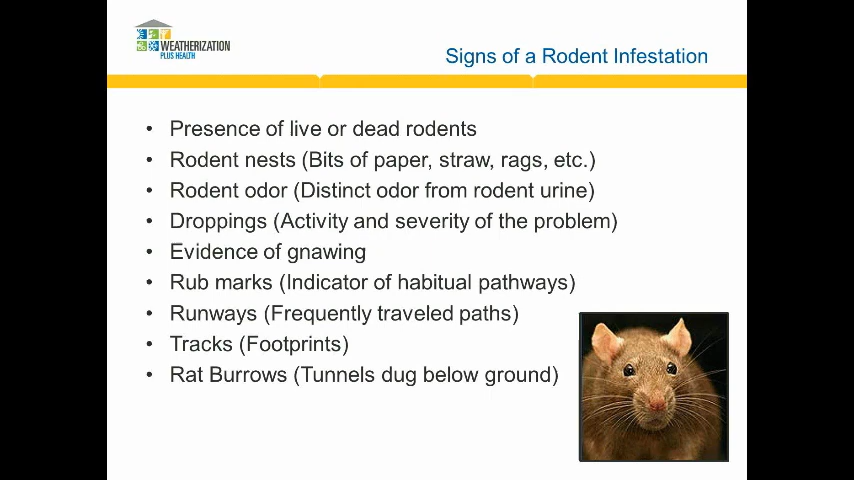 WEATHERIZATION
PLUS HEALTH
Signs of a Rodent Infestation
• Presence of live or dead rodents
• Rodent nests (Bits of paper, straw, rags, etc.)
• Rodent odor (Distinct odor from rodent urine)
• Droppings (Activity and severity of the problem)
• Evidence of gnawing
• Rub marks (Indicator of habitual pathways)
• Runways (Frequently traveled paths)
• Tracks (Footprints)
• Rat Burrows (Tunnels dug below ground)